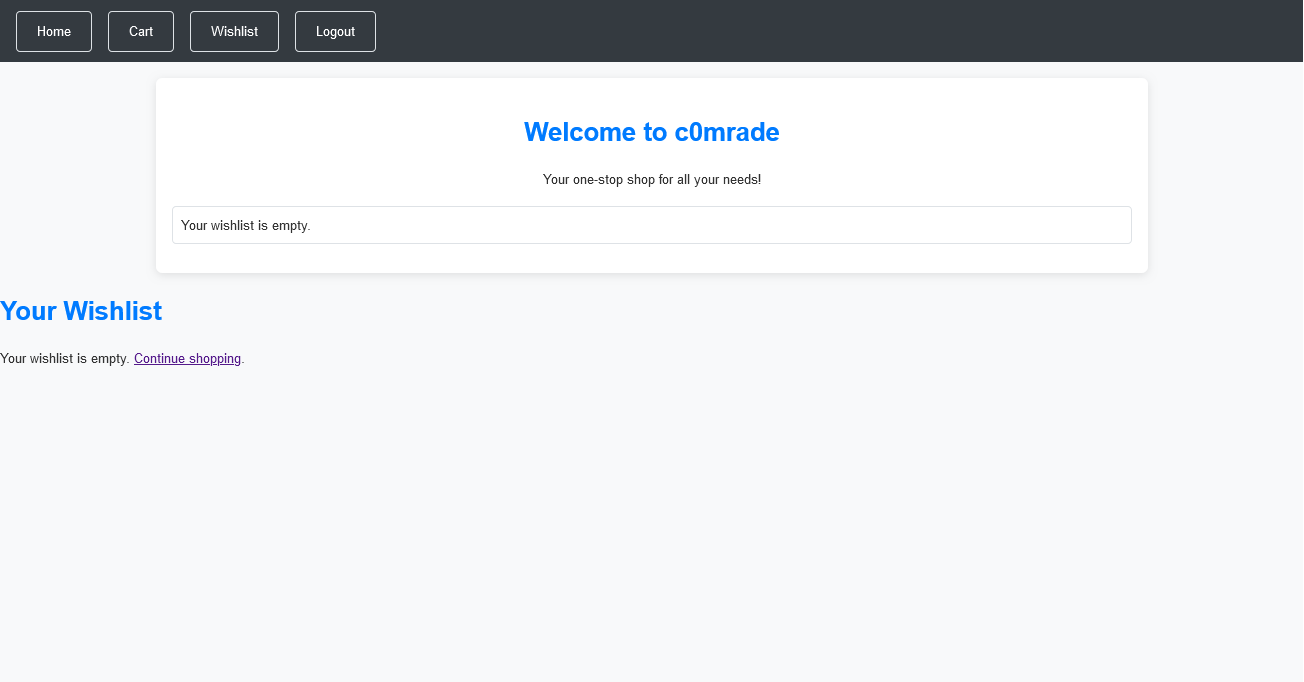 Home Cart Wishlist Logout
Welcome to c0mrade
Your one-stop shop for all your needs!
Your wishlist is empty.
Your Wishlist
Your wishlist is empty. Continue shopping.